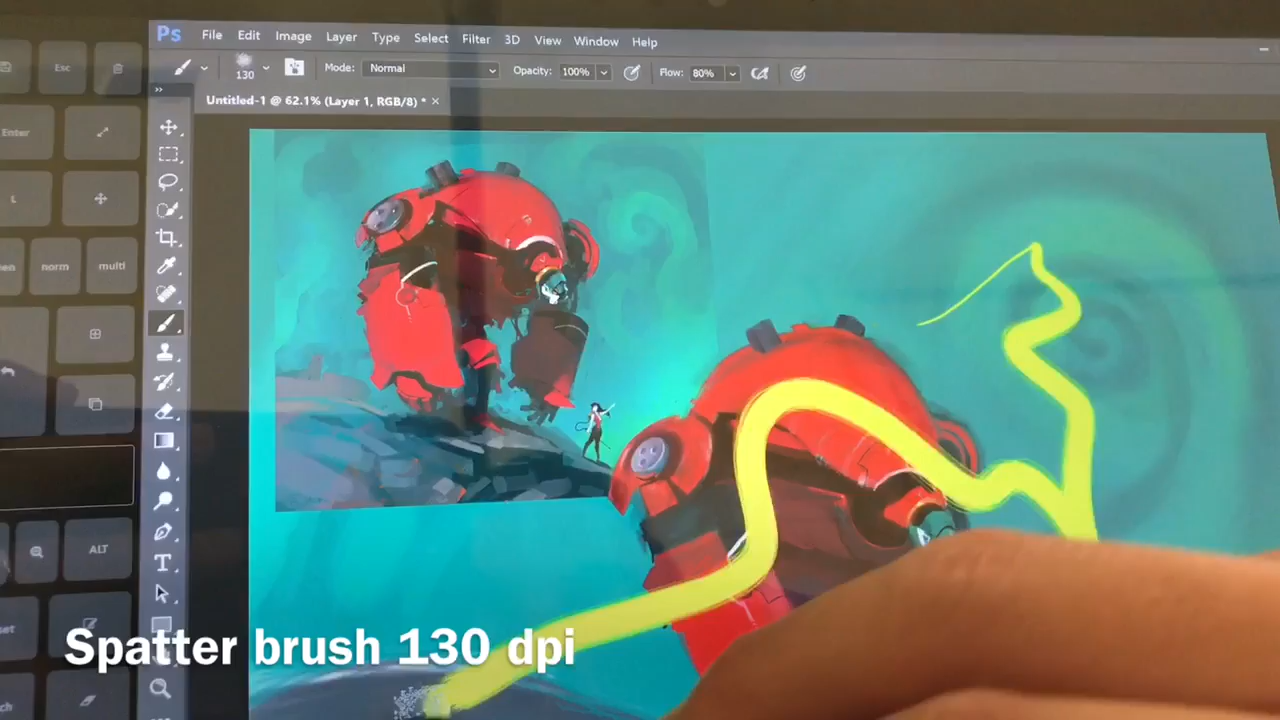 Ps File Edit Image Layer Type Select Filter 3D View Window Help
Esc
130 Mode: Normal Opacity: 100% Flow: 80%
Untitled-1 @ 62.1% (Layer 1, RGB/8) * ×
Enter
L
norm multi
ALT
T
Spatter brush 130 dpi